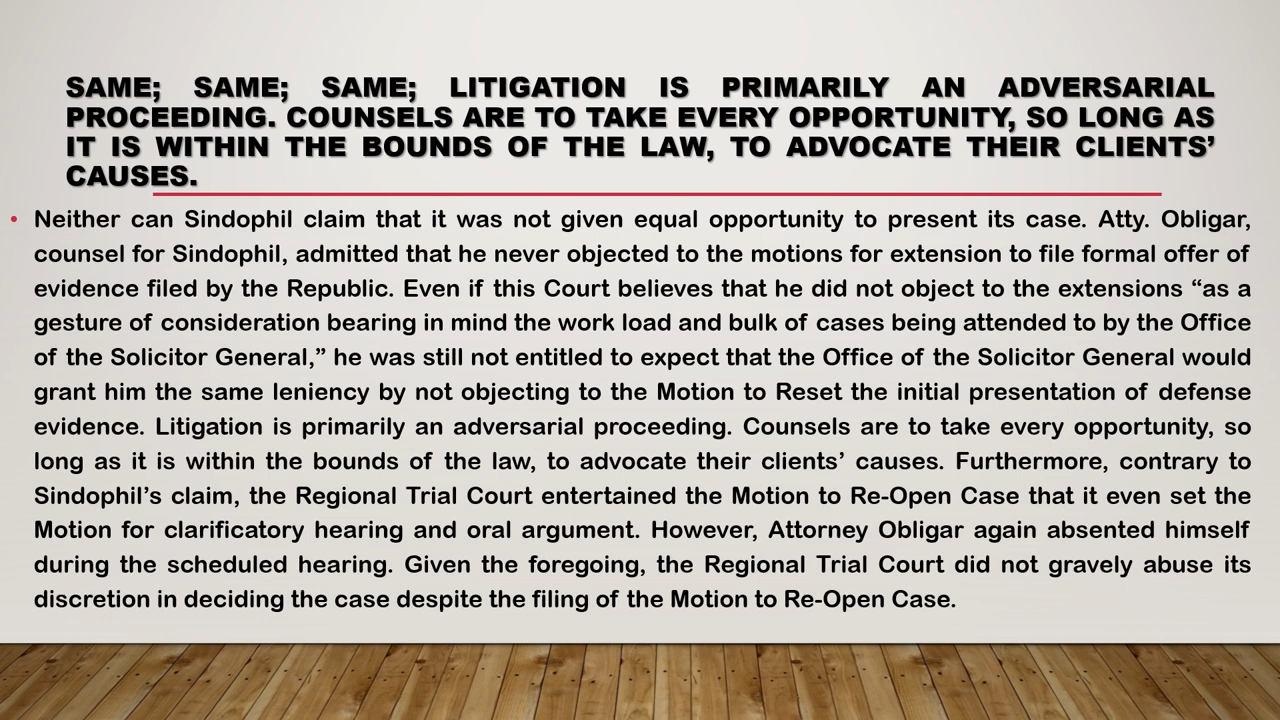 SAME; SAME; SAME; LITIGATION IS PRIMARILY AN ADVERSARIAL
PROCEEDING. COUNSELS ARE TO TAKE EVERY OPPORTUNITY, SO LONG AS
IT IS WITHIN THE BOUNDS OF THE LAW, TO ADVOCATE THEIR CLIENTS’
CAUSES.
• Neither can Sindophil claim that it was not given equal opportunity to present its case. Atty. Obligar,
counsel for Sindophil, admitted that he never objected to the motions for extension to file formal offer of
evidence filed by the Republic. Even if this Court believes that he did not object to the extensions “as a
gesture of consideration bearing in mind the work load and bulk of cases being attended to by the Office
of the Solicitor General,” he was still not entitled to expect that the Office of the Solicitor General would
grant him the same leniency by not objecting to the Motion to Reset the initial presentation of defense
evidence. Litigation is primarily an adversarial proceeding. Counsels are to take every opportunity, so
long as it is within the bounds of the law, to advocate their clients’ causes. Furthermore, contrary to
Sindophil’s claim, the Regional Trial Court entertained the Motion to Re-Open Case that it even set the
Motion for clarificatory hearing and oral argument. However, Attorney Obligar again absented himself
during the scheduled hearing. Given the foregoing, the Regional Trial Court did not gravely abuse its
discretion in deciding the case despite the filing of the Motion to Re-Open Case.